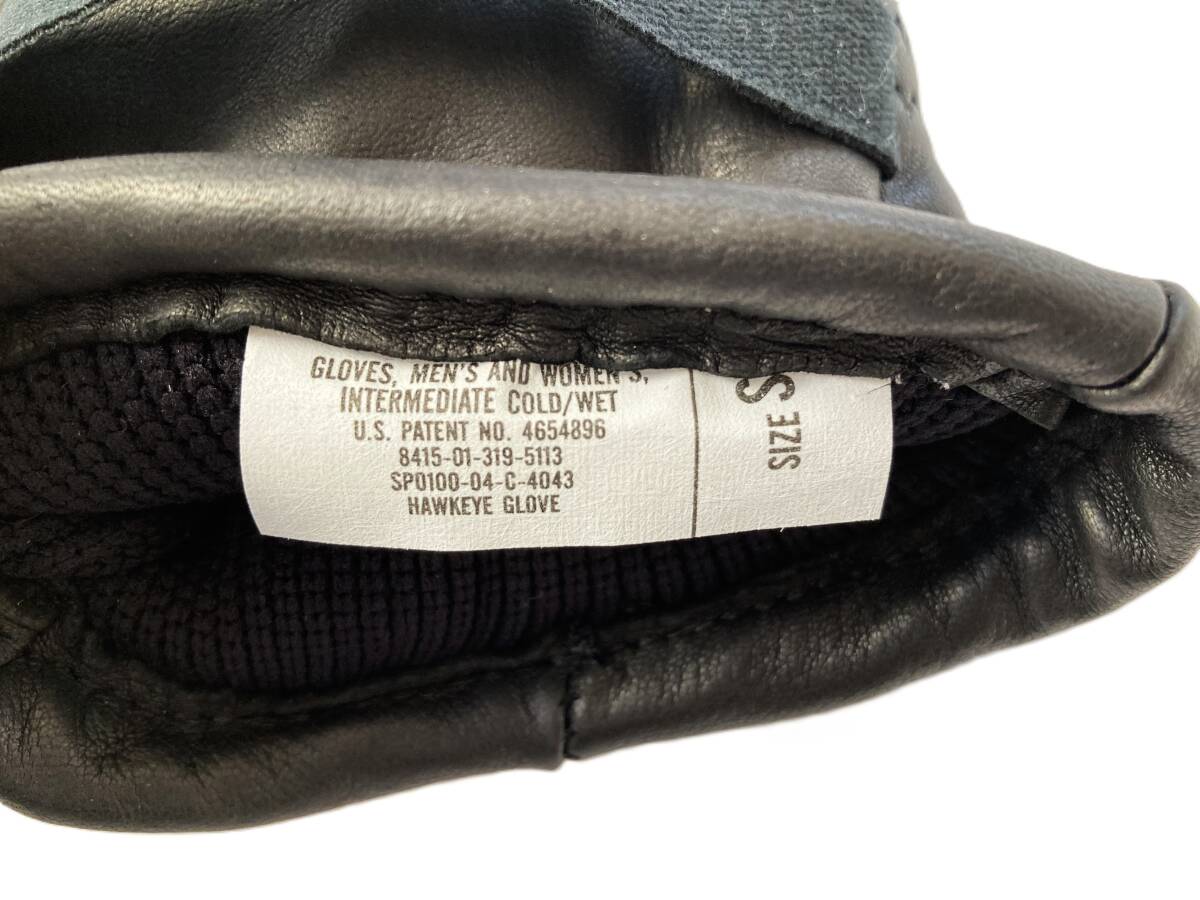 GLOVES, MEN'S AND WOMEN'S,
INTERMEDIATE COLD/WET
U.S. PATENT NO. 4654896
8415-01-319-5113
SP0100-04-C-4043
HAWKEYE GLOVE
SIZE S